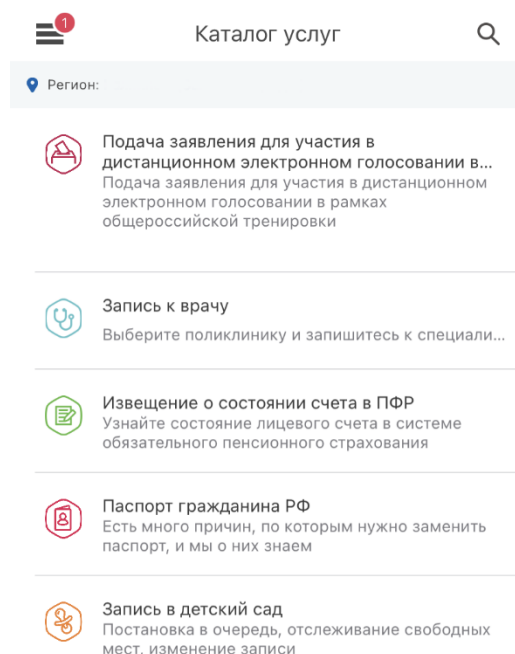 1
Каталог услуг
Регион:
Подача заявления для участия в
дистанционном электронном голосовании в...
Подача заявления для участия в дистанционном
электронном голосовании в рамках
общероссийской тренировки
Запись к врачу
Выберите поликлинику и запишитесь к специали...
Извещение о состоянии счета в ПФР
Узнайте состояние лицевого счета в системе
обязательного пенсионного страхования
Паспорт гражданина РФ
Есть много причин, по которым нужно заменить
паспорт, и мы о них знаем
Запись в детский сад
Постановка в очередь, отслеживание свободных
мест, изменение записи